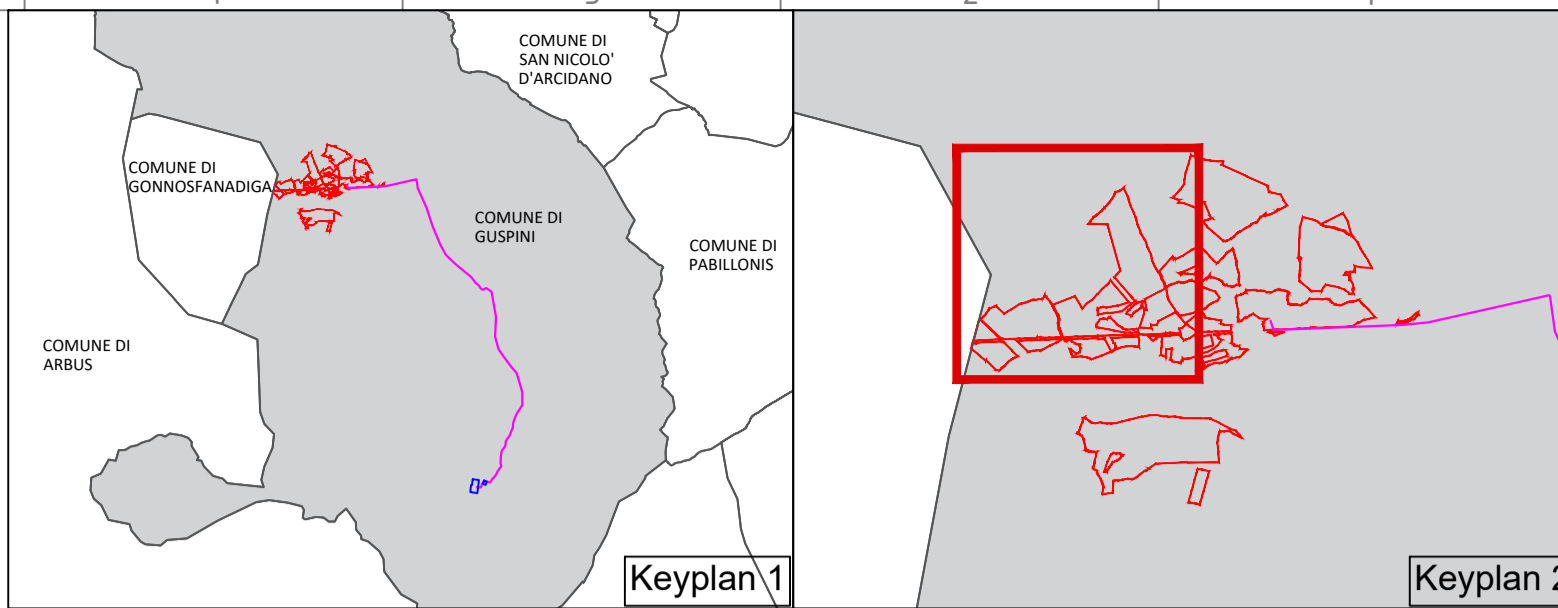 COMUNE DI
SAN NICOLO'
D'ARCIDANO
COMUNE DI
GONNOSFANADIGA
COMUNE DI
GUSPINI
COMUNE DI
PABILLONIS
COMUNE DI
ARBUS
Keyplan 1
Keyplan 2